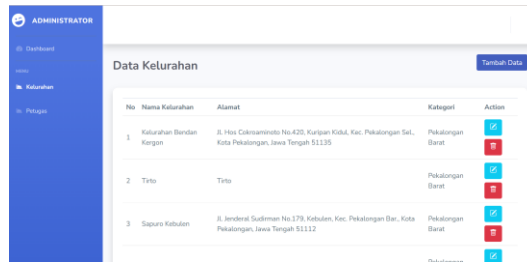 ADMINISTRATOR
Dashboard
MENU
Kelurahan
Petugas
Data Kelurahan
Tambah Data
No Nama Kelurahan Alamat Kategori Action
1 Kelurahan Bendan Kergon Jl. Hos Cokroaminoto No.420, Kuripan Kidul, Kec. Pekalongan Sel., Kota Pekalongan, Jawa Tengah 51135 Pekalongan Barat
2 Tirto Tirto Pekalongan Barat
3 Sapuro Kebulen Jl. Jenderal Sudirman No.179, Kebulen, Kec. Pekalongan Bar., Kota Pekalongan, Jawa Tengah 51112 Pekalongan Barat
Pekalongan